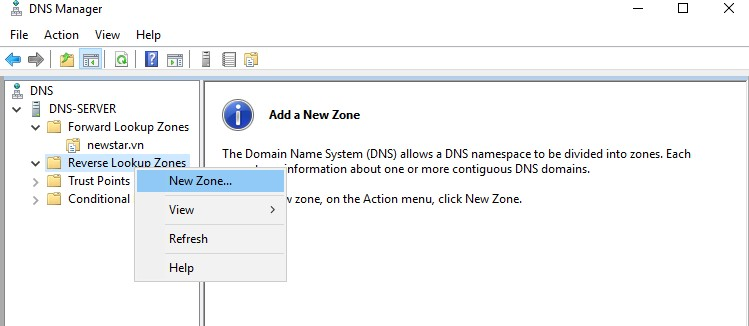 DNS Manager
File Action View Help
DNS
DNS-SERVER
Forward Lookup Zones
newstar.vn
Reverse Lookup Zones
Trust Points
Conditional
New Zone...
View
Refresh
Help
Add a New Zone
The Domain Name System (DNS) allows a DNS namespace to be divided into zones. Each
information about one or more contiguous DNS domains.
zone, on the Action menu, click New Zone.